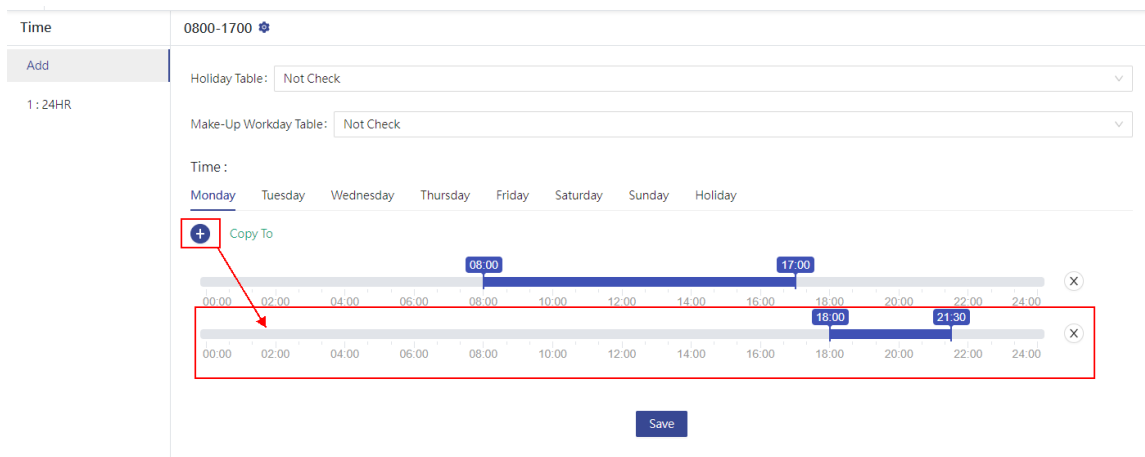 Time
0800-1700
Add
1 : 24HR
Holiday Table: Not Check
Make-Up Workday Table: Not Check
Time :
Monday Tuesday Wednesday Thursday Friday Saturday Sunday Holiday
+ Copy To
08:00 17:00
X
00:00 02:00 04:00 06:00 08:00 10:00 12:00 14:00 16:00 18:00 20:00 22:00 24:00
18:00 21:30
X
00:00 02:00 04:00 06:00 08:00 10:00 12:00 14:00 16:00 18:00 20:00 22:00 24:00
Save